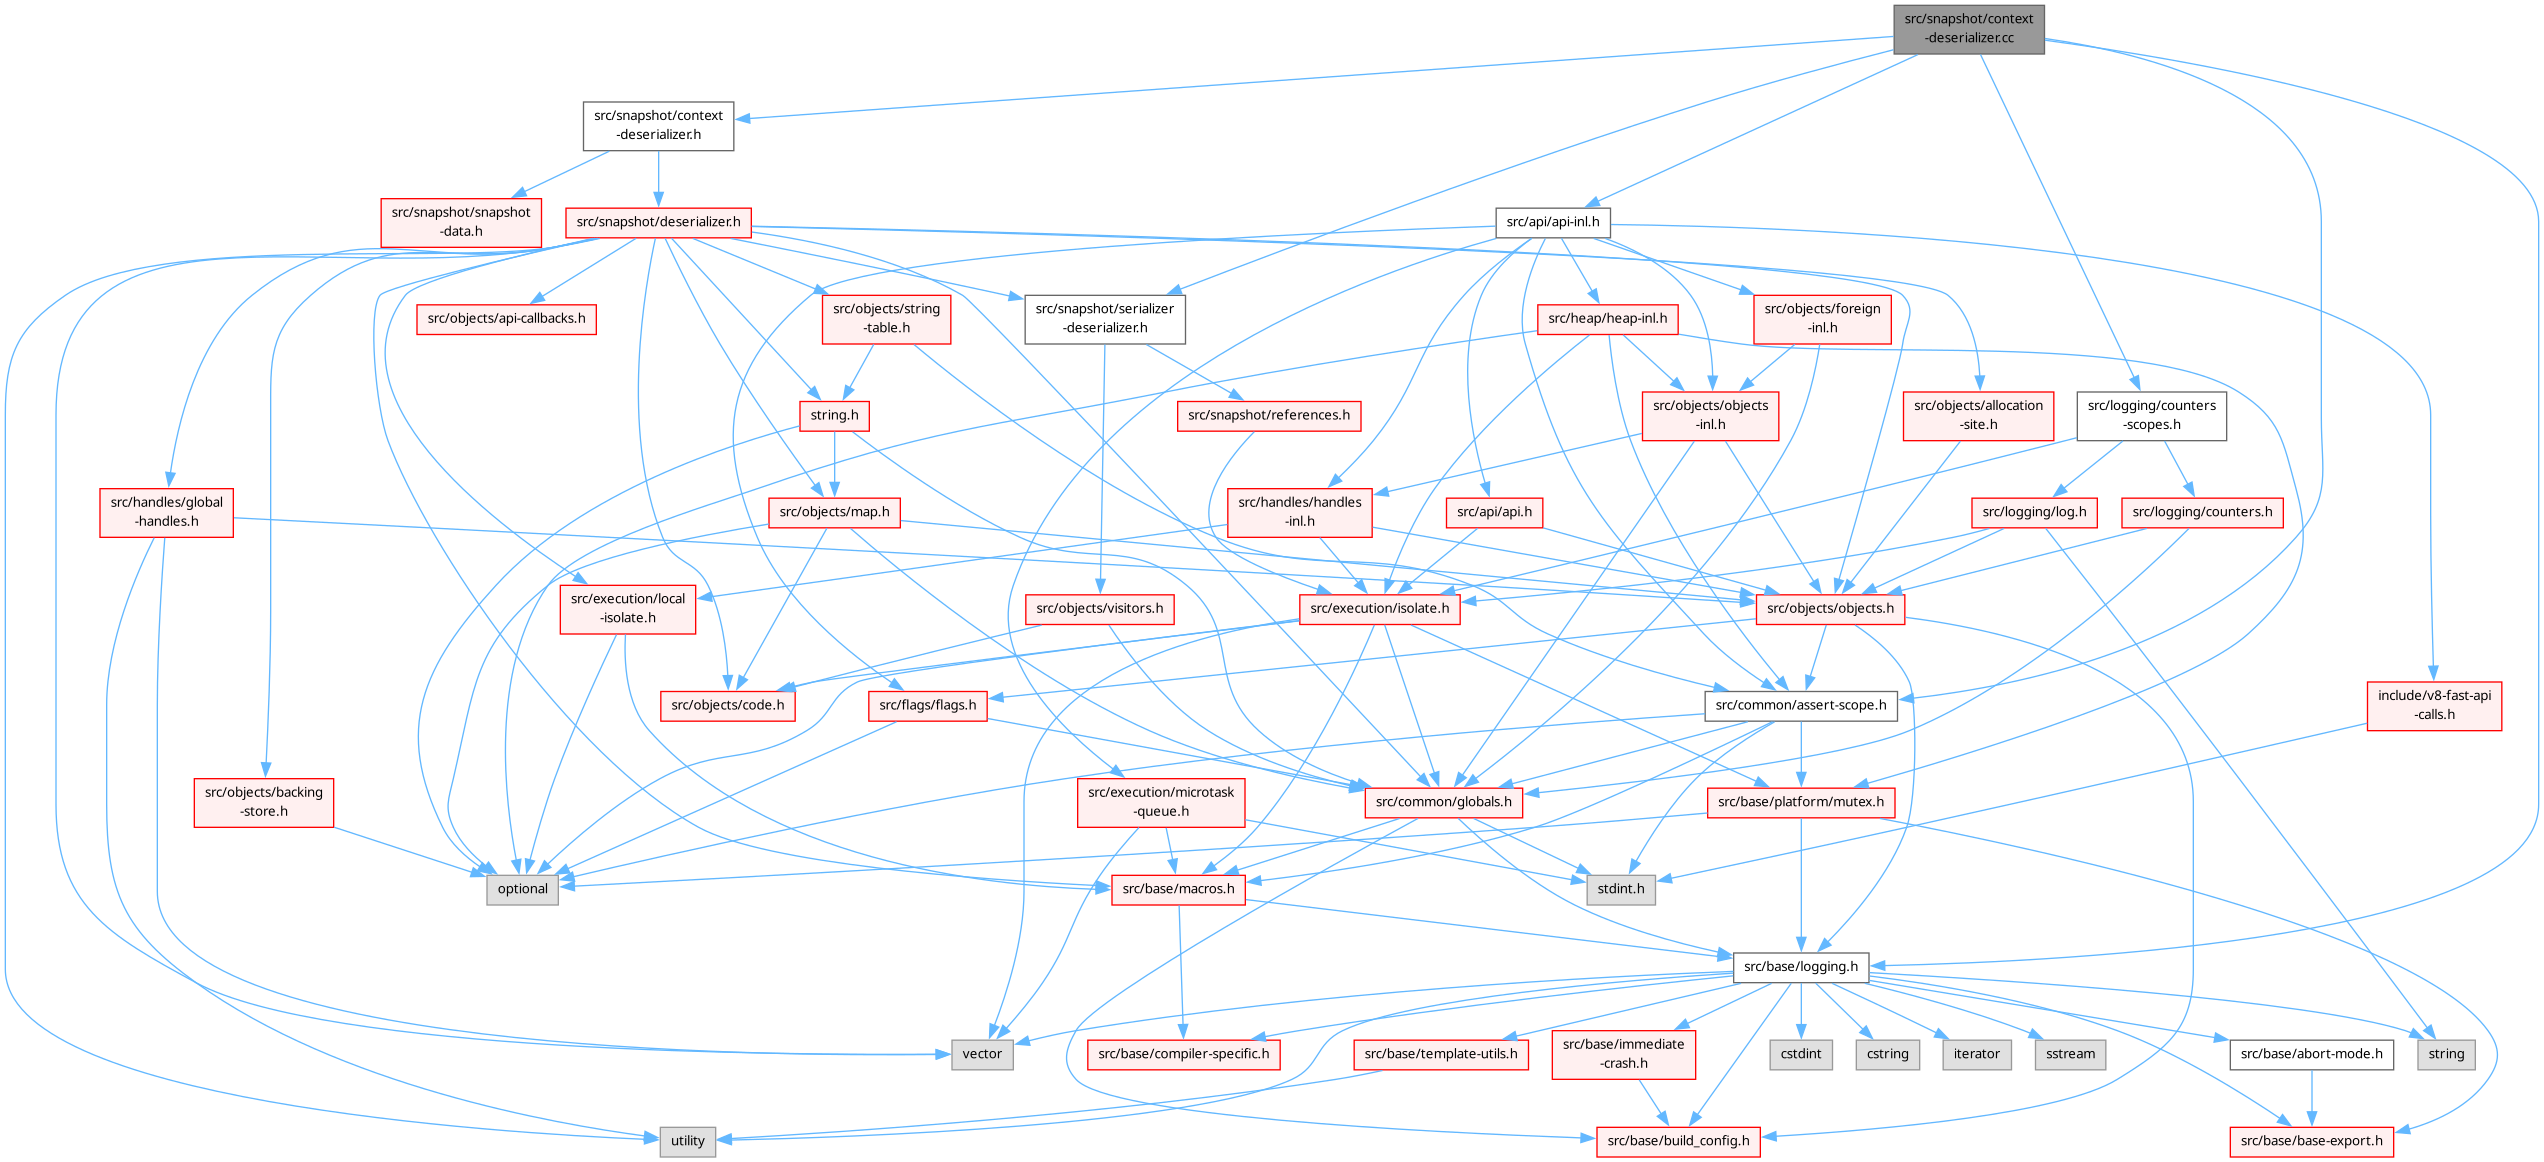 src/snapshot/context
-deserializer.cc
src/snapshot/context
-deserializer.h
src/snapshot/snapshot
-data.h
src/snapshot/deserializer.h
src/api/api-inl.h
src/objects/api-callbacks.h
src/objects/string
-table.h
src/snapshot/serializer
-deserializer.h
src/heap/heap-inl.h
src/objects/foreign
-inl.h
string.h
src/snapshot/references.h
src/objects/objects
-inl.h
src/objects/allocation
-site.h
src/logging/counters
-scopes.h
src/handles/global
-handles.h
src/objects/map.h
src/handles/handles
-inl.h
src/api/api.h
src/logging/log.h
src/logging/counters.h
src/execution/local
-isolate.h
src/objects/visitors.h
src/execution/isolate.h
src/objects/objects.h
src/objects/code.h
src/flags/flags.h
src/common/assert-scope.h
include/v8-fast-api
-calls.h
src/objects/backing
-store.h
src/execution/microtask
-queue.h
src/common/globals.h
src/base/platform/mutex.h
optional
src/base/macros.h
stdint.h
src/base/logging.h
vector
src/base/compiler-specific.h
src/base/template-utils.h
src/base/immediate
-crash.h
cstdint
cstring
iterator
sstream
src/base/abort-mode.h
string
utility
src/base/build_config.h
src/base/base-export.h